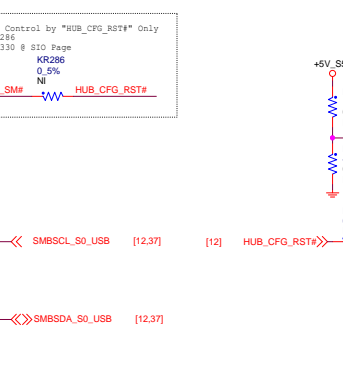 Control by "HUB_CFG_RST#" Only
286
330 @ SIO Page
KR286
0_5%
NI
_SM#
HUB_CFG_RST#
+5V_S5
SMBSCL_S0_USB [12,37]
[12] HUB_CFG_RST#
SMBSDA_S0_USB [12,37]